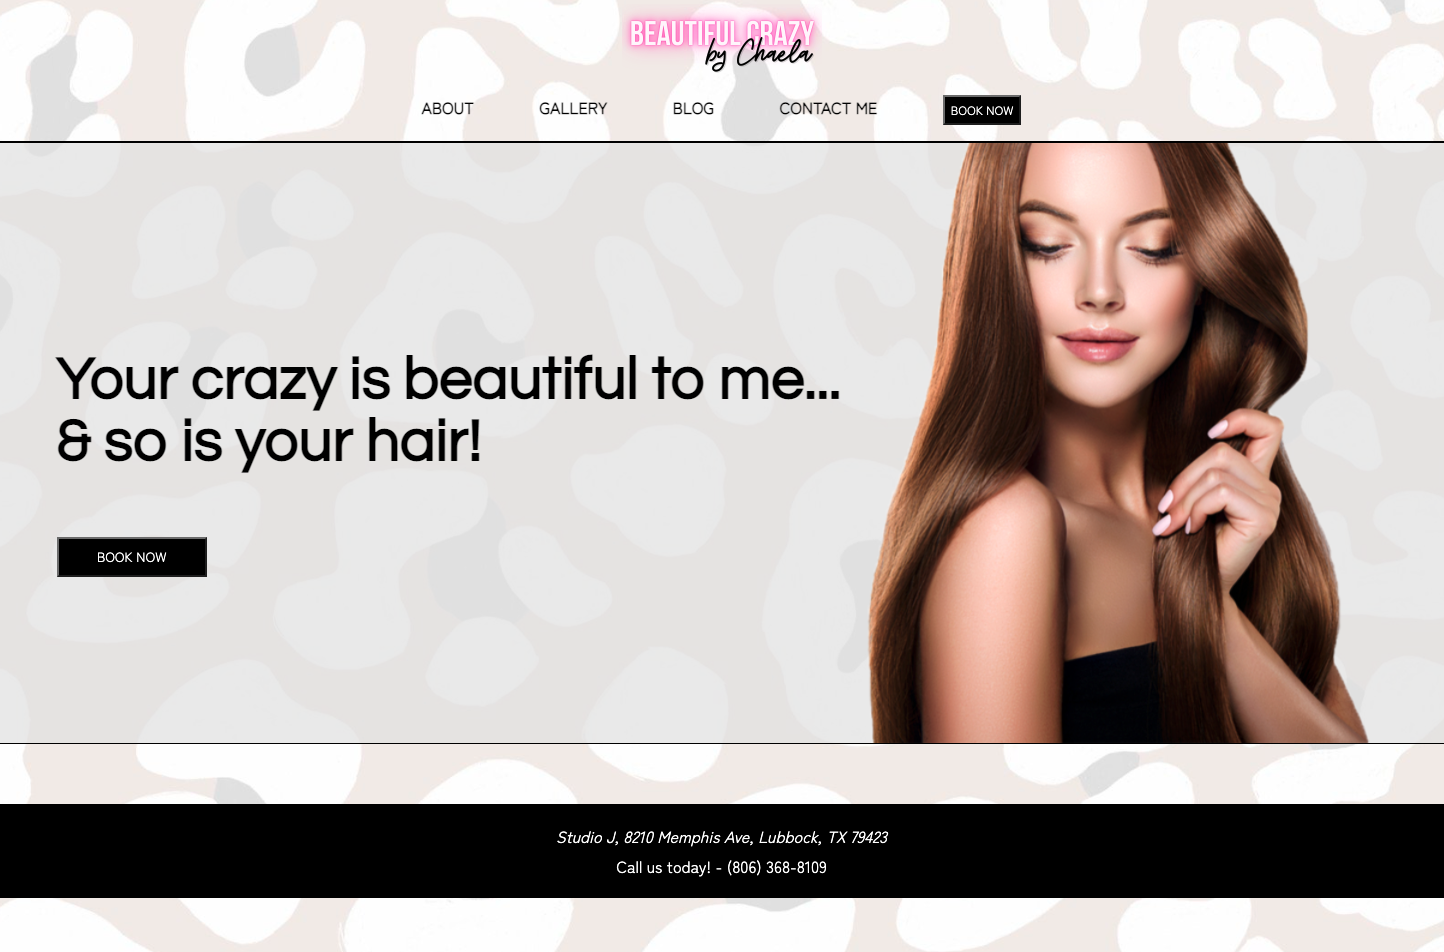 BEAUTIFUL CRAZY
by Chaela
ABOUT GALLERY BLOG CONTACT ME BOOK NOW
Your crazy is beautiful to me...
& so is your hair!
BOOK NOW
Studio J, 8210 Memphis Ave, Lubbock, TX 79423
Call us today! - (806) 368-8109